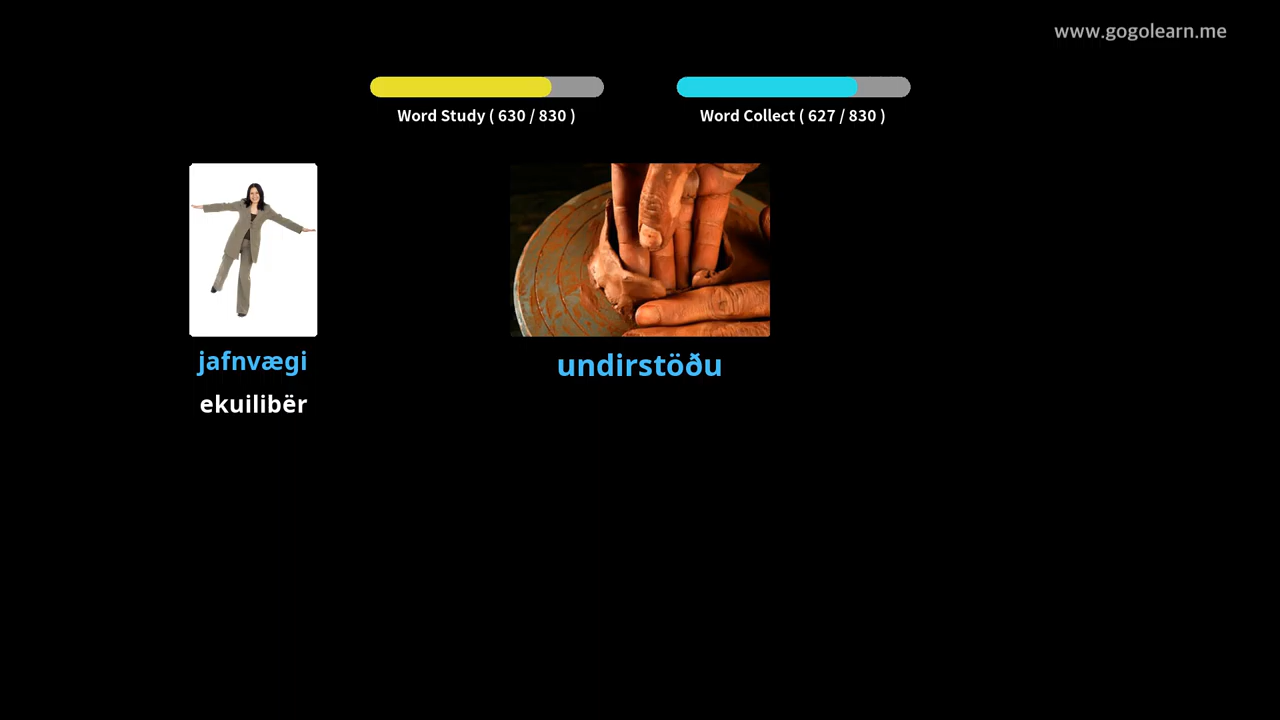 www.gogolearn.me
Word Study ( 630 / 830 )
Word Collect ( 627 / 830 )
jafnvægi
ekuilibër
undirstöðu